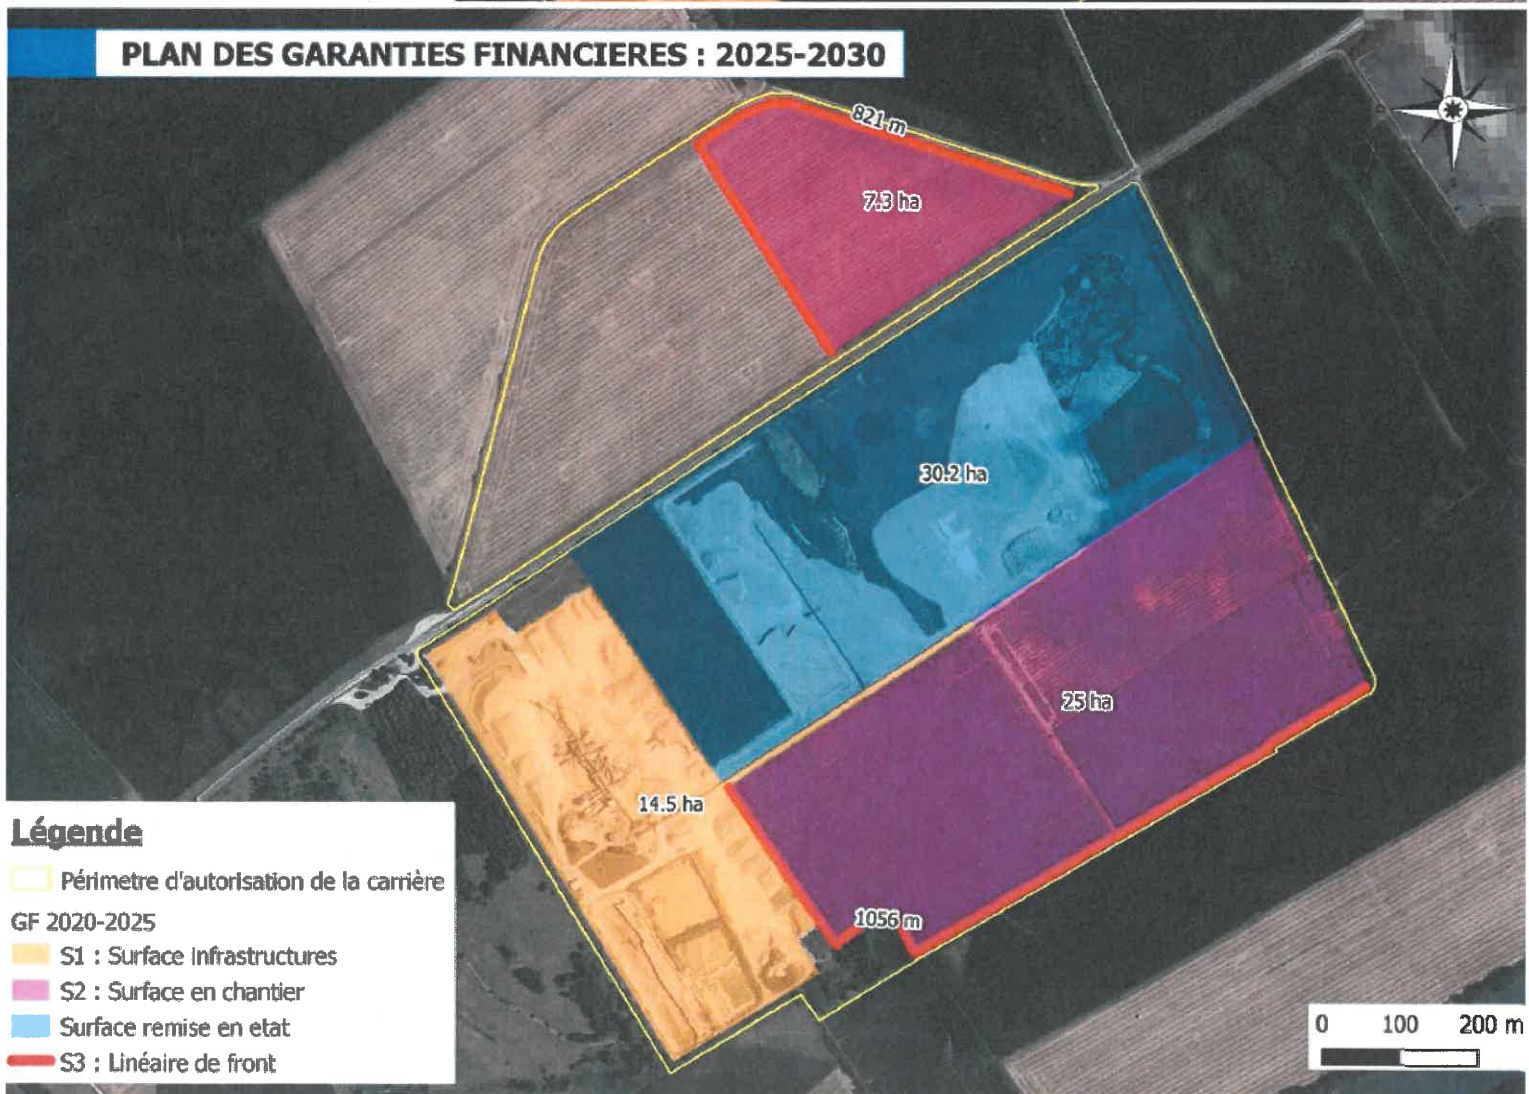 PLAN DES GARANTIES FINANCIERES : 2025-2030
821 m
7.3 ha
30.2 ha
25 ha
14.5 ha
1056 m
Légende
Périmetre d'autorisation de la carrière
GF 2020-2025
S1 : Surface infrastructures
S2 : Surface en chantier
Surface remise en etat
S3 : Linéaire de front
0 100 200 m